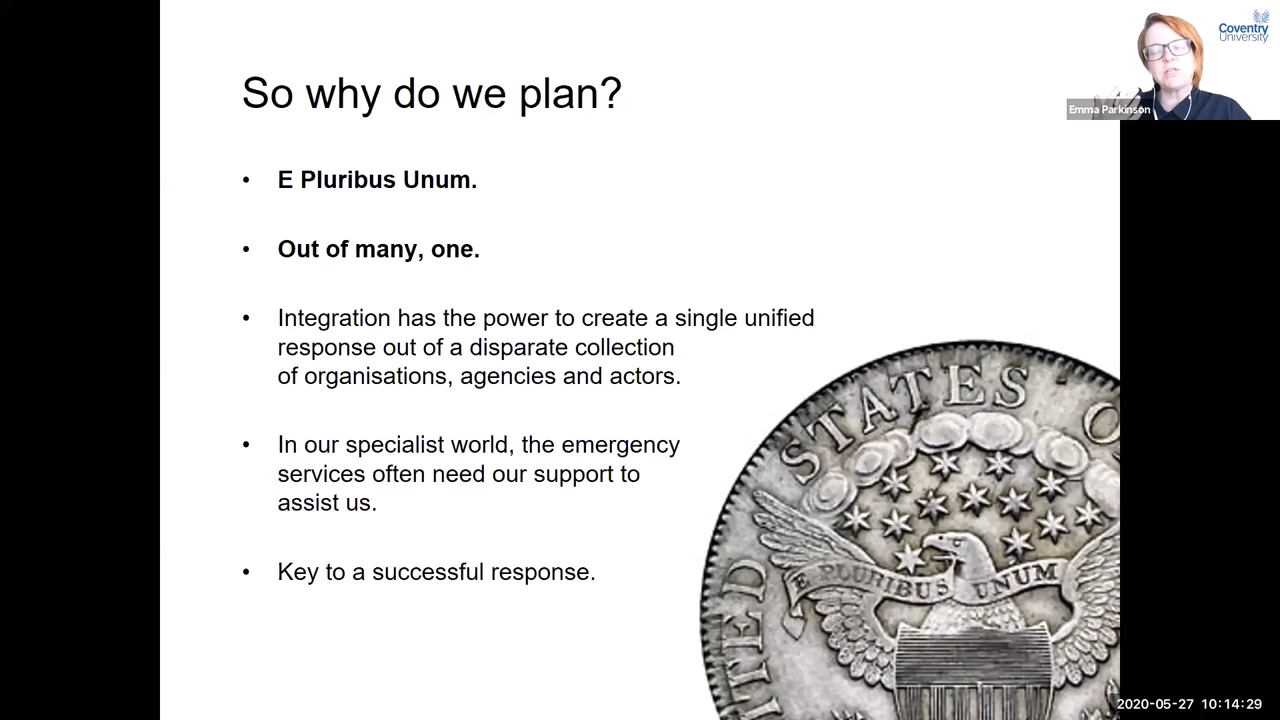 So why do we plan?
• E Pluribus Unum.
• Out of many, one.
• Integration has the power to create a single unified
response out of a disparate collection
of organisations, agencies and actors.
• In our specialist world, the emergency
services often need our support to
assist us.
• Key to a successful response.
UNITED STATES O
E PLURIBUS UNUM
Emma Parkinson
Coventry
University
2020-05-27 10:14:29